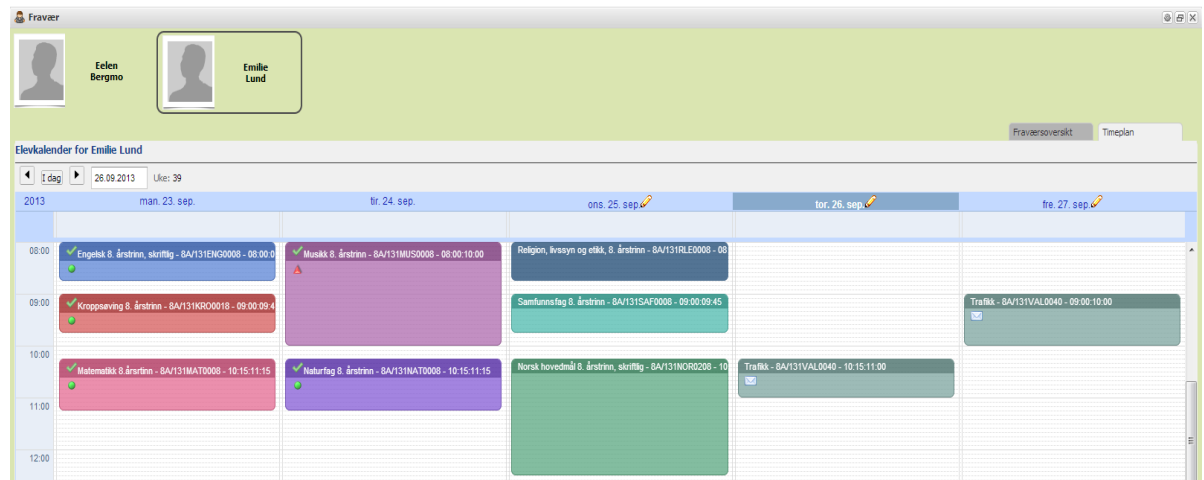 Fravær
Eelen
Bergmo
Emilie
Lund
Fraværsoversikt
Timeplan
Elevkalender for Emilie Lund
I dag
26.09.2013
Uke: 39
2013
man. 23. sep.
tir. 24. sep.
ons. 25. sep.
tor. 26. sep.
fre. 27. sep.
08:00
Engelsk 8. årstrinn, skriftlig - 8A/131ENG0008 - 08:00:0
Musikk 8. årstrinn - 8A/131MUS0008 - 08:00:10:00
Religion, livssyn og etikk, 8. årstrinn - 8A/131RLE0008 - 08
09:00
Kroppsøving 8. årstrinn - 8A/131KRO0018 - 09:00:09:4
Samfunnsfag 8. årstrinn - 8A/131SAF0008 - 09:00:09:45
Trafikk - 8A/131VAL0040 - 09:00:10:00
10:00
Matematikk 8. årsrtinn - 8A/131MAT0008 - 10:15:11:15
Naturfag 8. årstrinn - 8A/131NAT0008 - 10:15:11:15
Norsk hovedmål 8. årstrinn, skriftlig - 8A/131NOR0208 - 10
Trafikk - 8A/131VAL0040 - 10:15:11:00
11:00
12:00